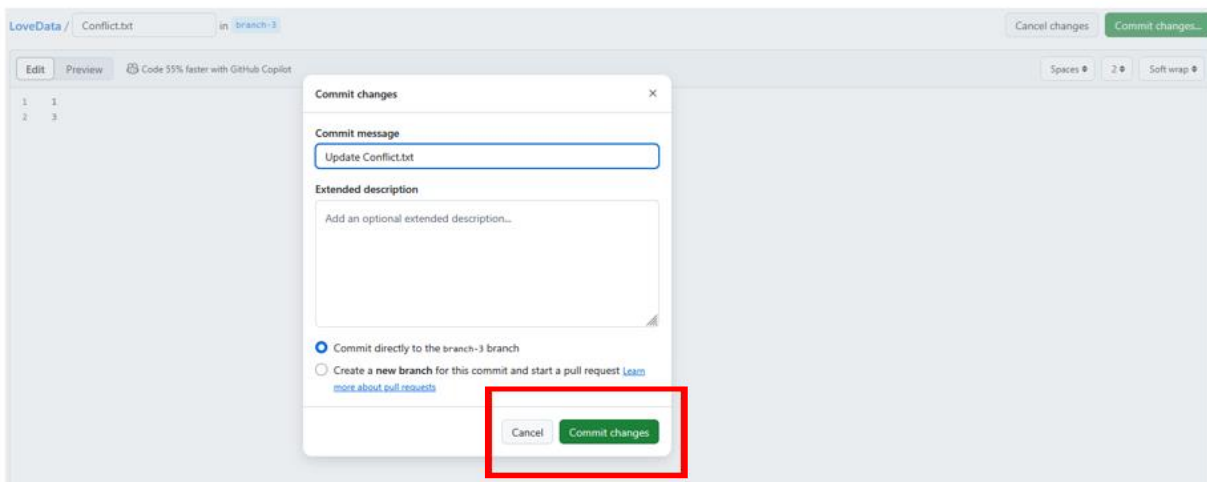 LoveData / Conflict.txt in branch-3 Cancel changes Commit changes...
Edit Preview Code 55% faster with GitHub Copilot Spaces 2 Soft wrap
1 1
2 3
Commit changes ×
Commit message
Update Conflict.txt
Extended description
Add an optional extended description...
Commit directly to the branch-3 branch
Create a new branch for this commit and start a pull request Learn
more about pull requests
Cancel Commit changes